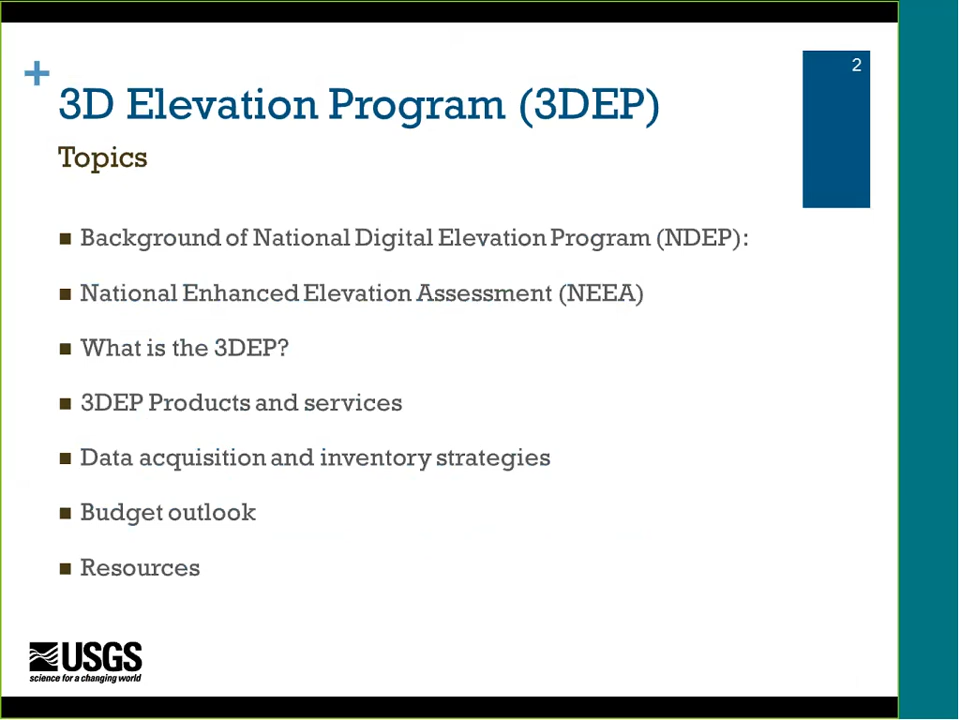 2
+
3D Elevation Program (3DEP)
Topics
■ Background of National Digital Elevation Program (NDEP):
■ National Enhanced Elevation Assessment (NEEA)
■ What is the 3DEP?
■ 3DEP Products and services
■ Data acquisition and inventory strategies
■ Budget outlook
■ Resources
USGS
science for a changing world